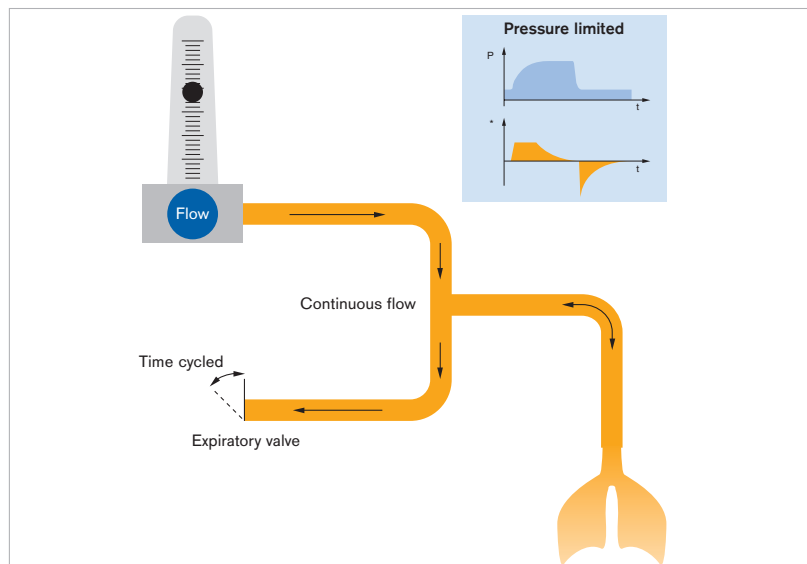 Pressure limited
P
t
*
t
Flow
Continuous flow
Time cycled
Expiratory valve